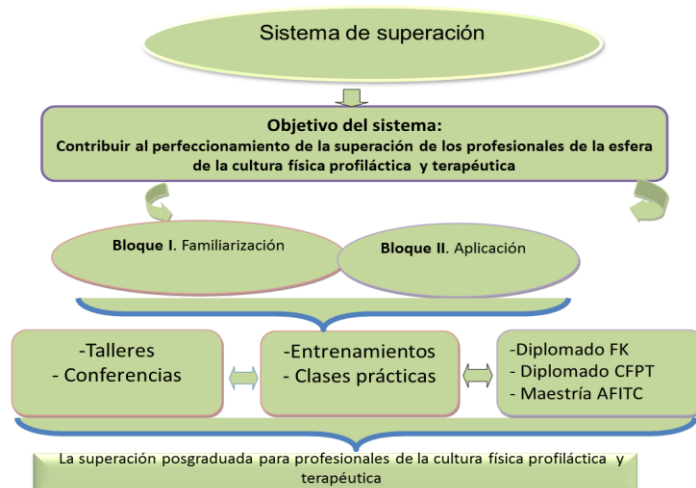 Sistema de superación
Objetivo del sistema:
Contribuir al perfeccionamiento de la superación de los profesionales de la esfera
de la cultura física profiláctica y terapéutica
Bloque I. Familiarización
Bloque II. Aplicación
-Talleres
- Conferencias
-Entrenamientos
- Clases prácticas
-Diplomado FK
- Diplomado CFPT
- Maestría AFITC
La superación posgraduada para profesionales de la cultura física profiláctica y
terapéutica